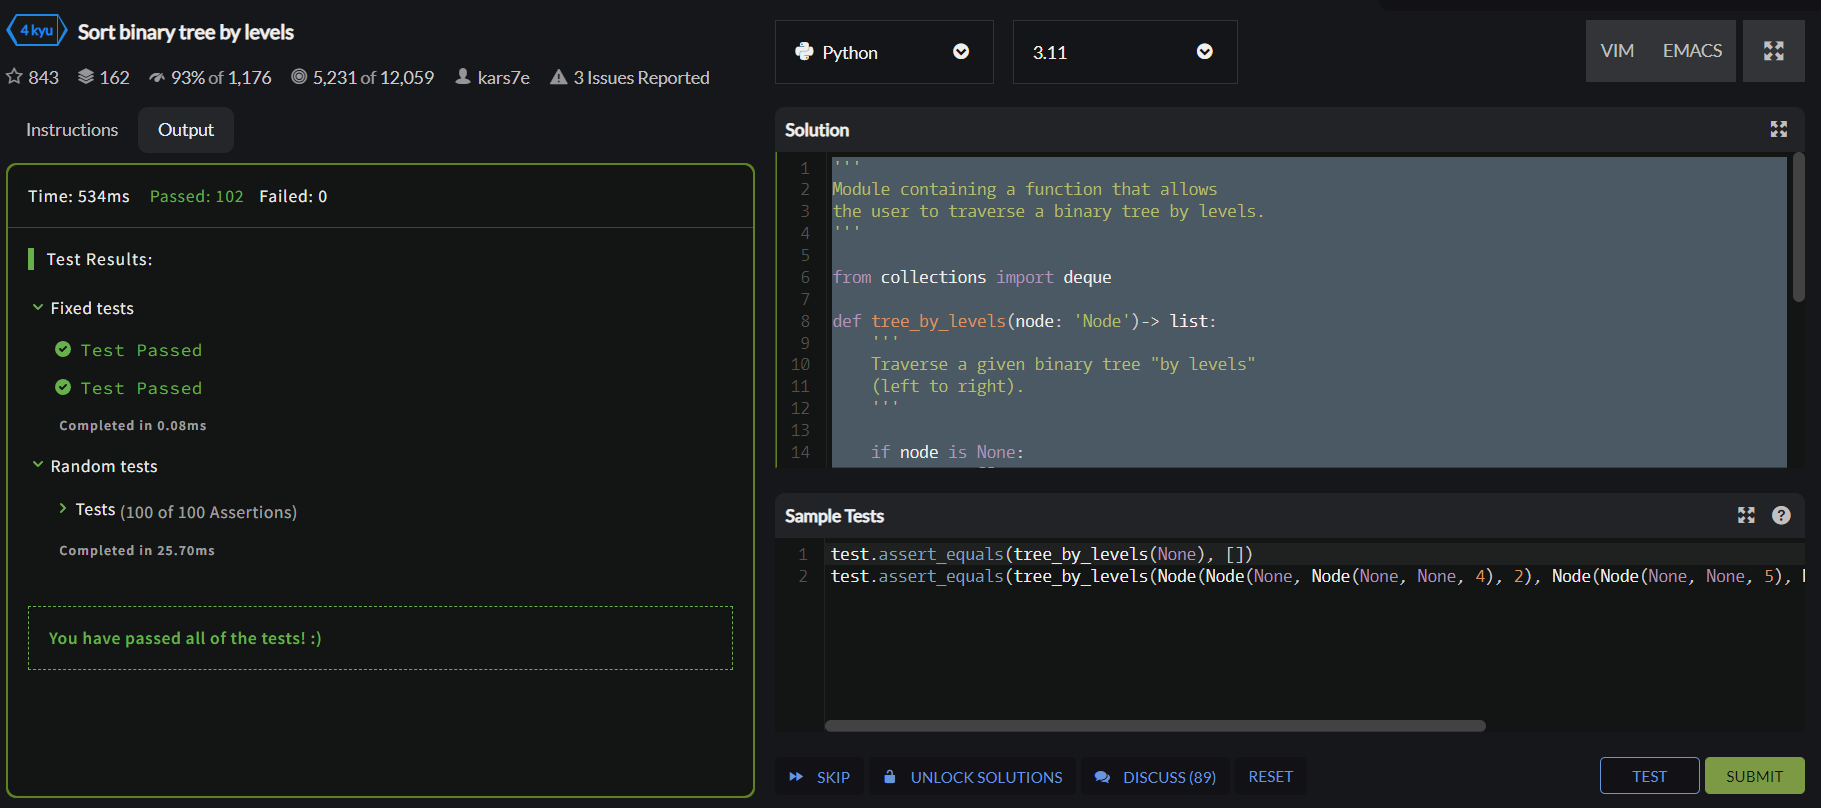 4 kyu Sort binary tree by levels
843 162 93% of 1,176 5,231 of 12,059 kars7e 3 Issues Reported
Instructions Output
Time: 534ms Passed: 102 Failed: 0
Test Results:
Fixed tests
Test Passed
Test Passed
Completed in 0.08ms
Random tests
Tests (100 of 100 Assertions)
Completed in 25.70ms
You have passed all of the tests! :)
Python 3.11 VIM EMACS
Solution
1 '''
2 Module containing a function that allows
3 the user to traverse a binary tree by levels.
4 '''
5
6 from collections import deque
7
8 def tree_by_levels(node: 'Node')-> list:
9 '''
10 Traverse a given binary tree "by levels"
11 (left to right).
12 '''
13
14 if node is None:
Sample Tests
1 test.assert_equals(tree_by_levels(None), [])
2 test.assert_equals(tree_by_levels(Node(Node(None, Node(None, None, 4), 2), Node(Node(None, None, 5),
SKIP UNLOCK SOLUTIONS DISCUSS (89) RESET TEST SUBMIT